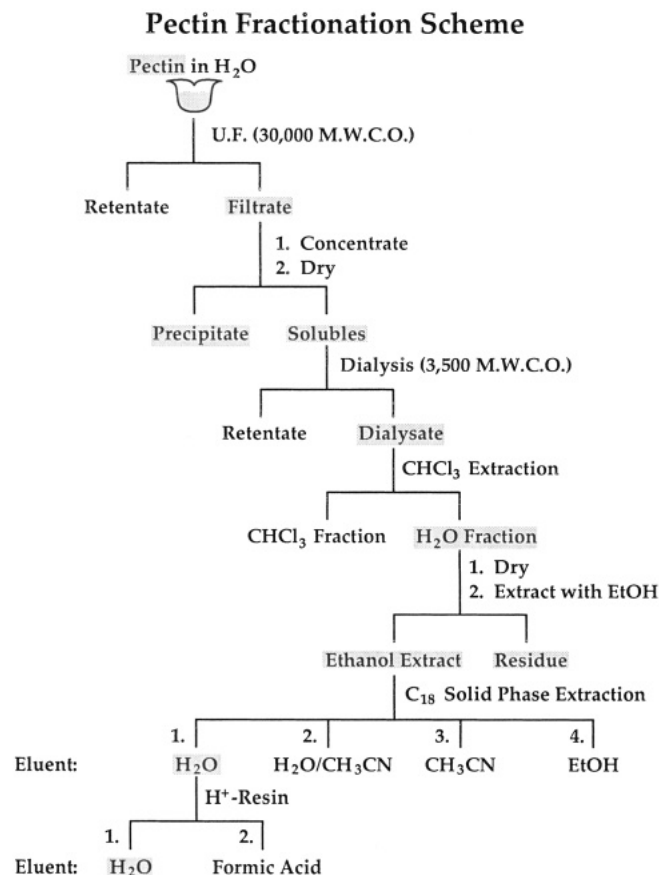 Pectin Fractionation Scheme
Pectin in H₂O
U.F. (30,000 M.W.C.O.)
Retentate Filtrate
1. Concentrate
2. Dry
Precipitate Solubles
Dialysis (3,500 M.W.C.O.)
Retentate Dialysate
CHCl₃ Extraction
CHCl₃ Fraction H₂O Fraction
1. Dry
2. Extract with EtOH
Ethanol Extract Residue
C₁₈ Solid Phase Extraction
1. 2. 3. 4.
Eluent: H₂O H₂O/CH₃CN CH₃CN EtOH
H⁺-Resin
1. 2.
Eluent: H₂O Formic Acid